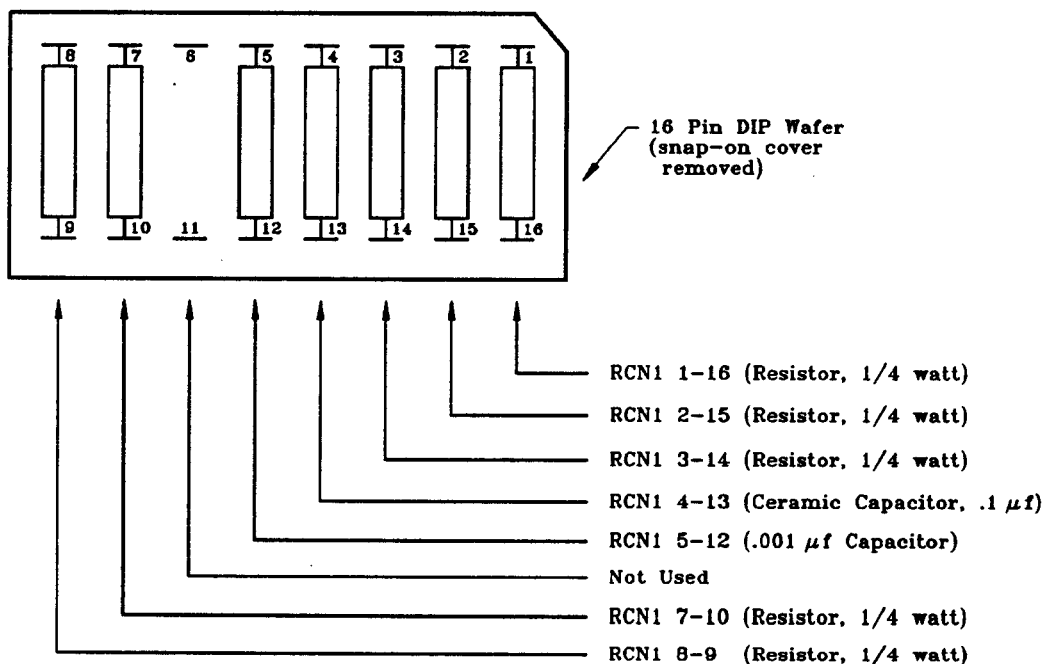 8 7 6 5 4 3 2 1
16 Pin DIP Wafer
(snap-on cover
removed)
9 10 11 12 13 14 15 16
RCN1 1-16 (Resistor, 1/4 watt)
RCN1 2-15 (Resistor, 1/4 watt)
RCN1 3-14 (Resistor, 1/4 watt)
RCN1 4-13 (Ceramic Capacitor, .1 μf)
RCN1 5-12 (.001 μf Capacitor)
Not Used
RCN1 7-10 (Resistor, 1/4 watt)
RCN1 8-9 (Resistor, 1/4 watt)